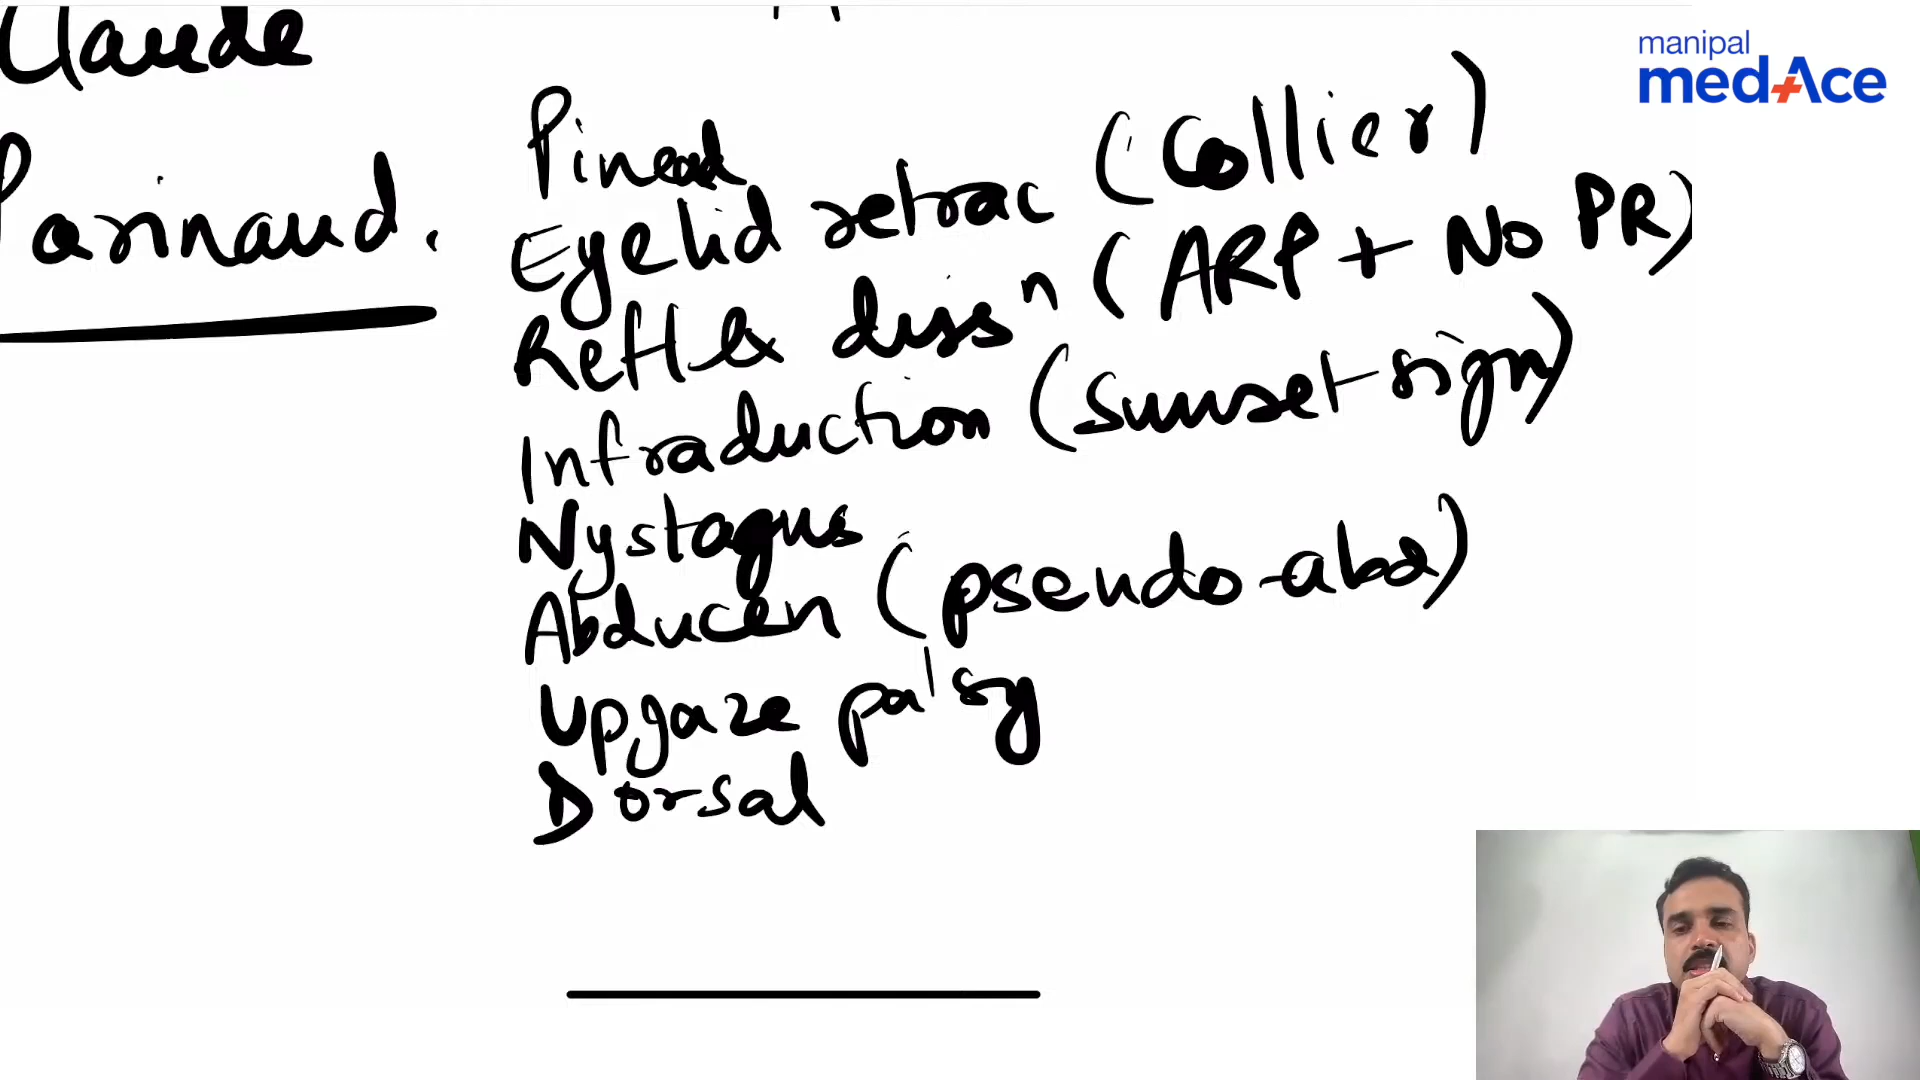 Claude
manipal
medAce
Parinaud.
Pineal
Eyelid retrac (Collier)
Reflex dissn (ARP + No PR)
Infraduction (sunset-sign)
Nystagus
Abducen (pseudo-abd)
Upgaze palsy
Dorsal